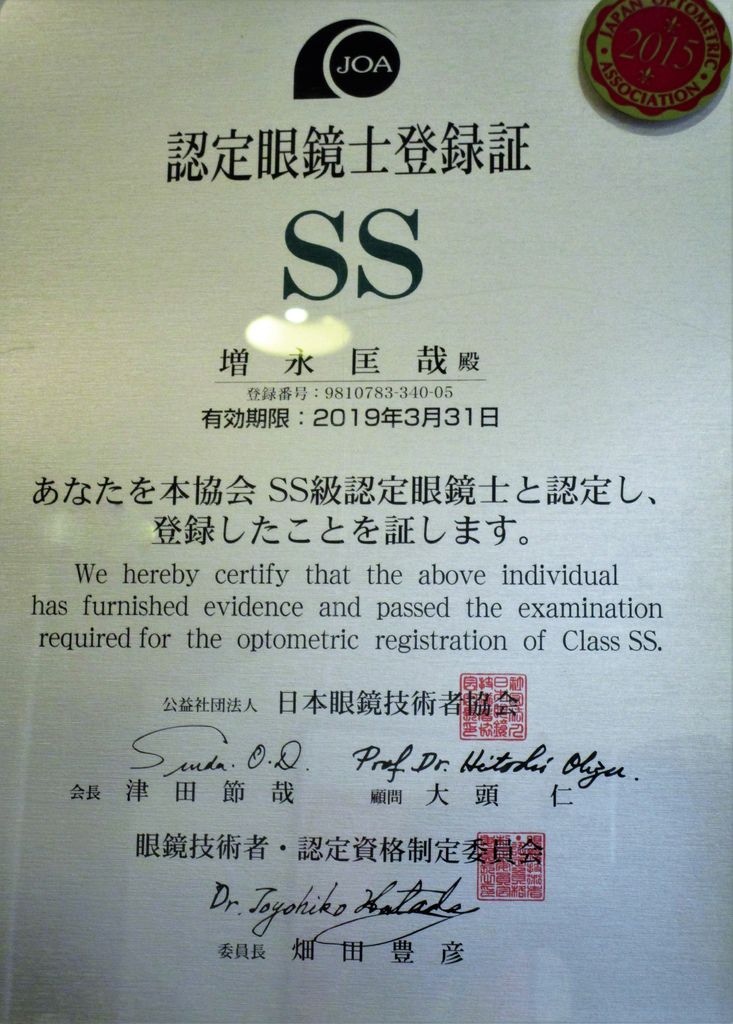 JOA
JAPAN OPTOMETRIC
2015
ASSOCIATION
認定眼鏡士登録証
SS
増永匡哉殿
登録番号：9810783-340-05
有効期限：2019年3月31日
あなたを本協会 SS級認定眼鏡士と認定し、
登録したことを証します。
We hereby certify that the above individual
has furnished evidence and passed the examination
required for the optometric registration of Class SS.
公益社団法人 日本眼鏡技術者協会
Suda. O.D. Prof. Dr. Hitoshi Ohzu.
会長 津田節哉 顧問 大頭仁
眼鏡技術者・認定資格制定委員会
Dr. Toyohiko Hatada
委員長 畑田豊彦